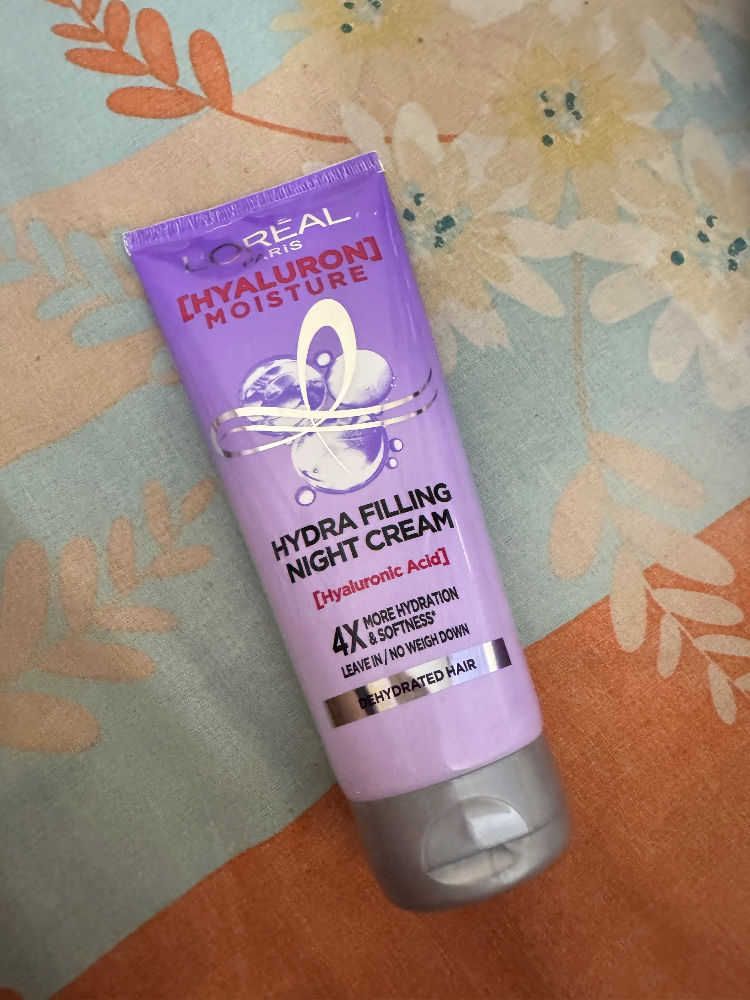 L'ORÉAL
PARIS
[HYALURON]
MOISTURE
HYDRA FILLING
NIGHT CREAM
[Hyaluronic Acid]
4X MORE HYDRATION
& SOFTNESS*
LEAVE IN / NO WEIGH DOWN
DEHYDRATED HAIR